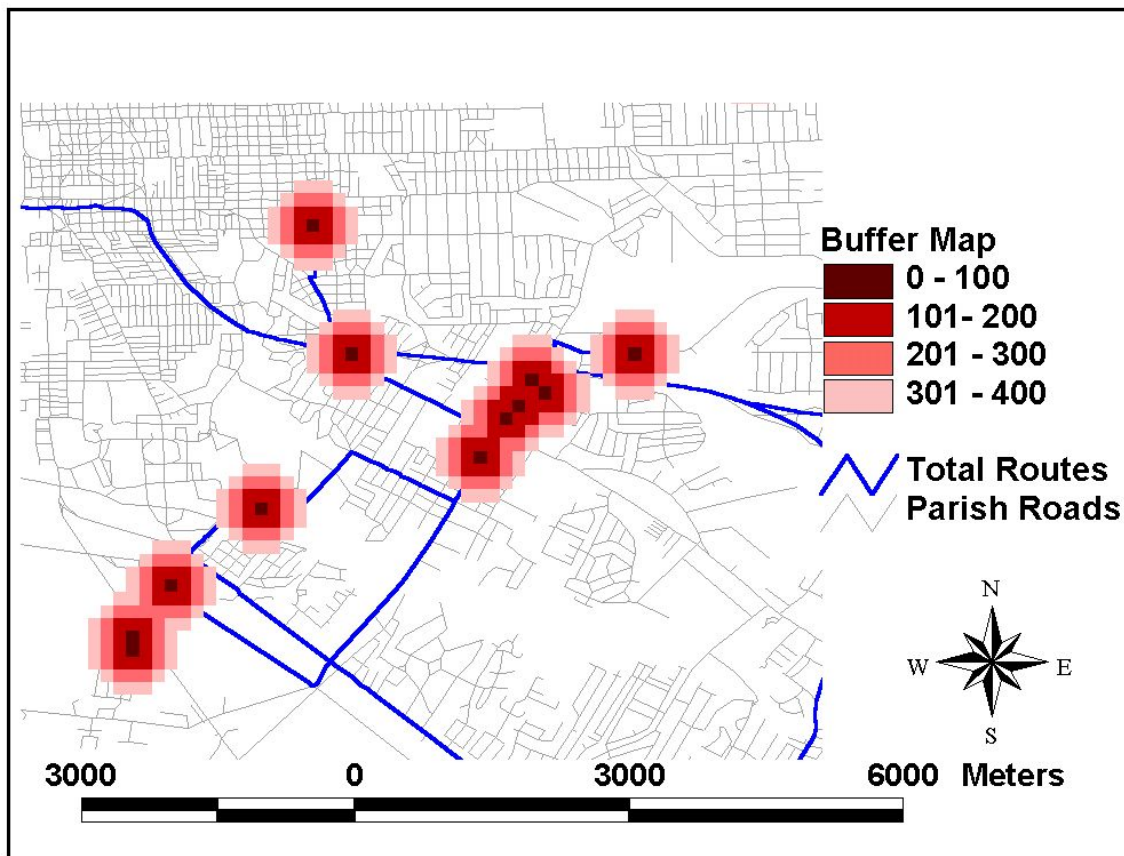 Buffer Map
0 - 100
101- 200
201 - 300
301 - 400
Total Routes
Parish Roads
N
W E
S
3000 0 3000 6000 Meters